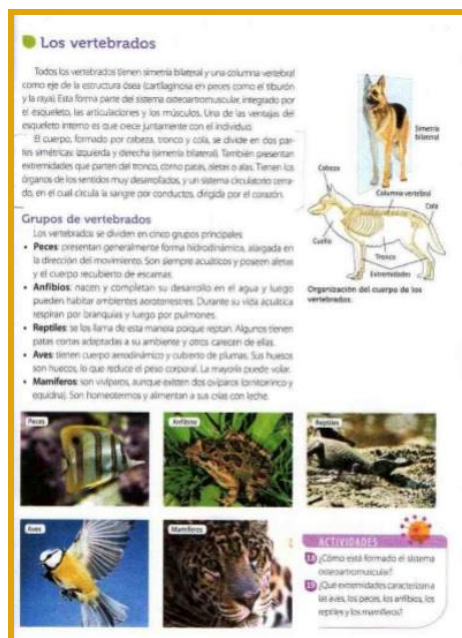 Los vertebrados
Todos los vertebrados tienen simetría bilateral y una columna vertebral
como eje de la estructura ósea (cartilaginosa en peces como el tiburón
y la raya). Esta forma parte del sistema osteoartromuscular, integrado por
el esqueleto, las articulaciones y los músculos. Una de las ventajas del
esqueleto interno es que crece juntamente con el individuo.
El cuerpo, formado por cabeza, tronco y cola, se divide en dos par-
tes simétricas: izquierda y derecha (simetría bilateral). También presentan
extremidades que parten del tronco, como patas, aletas o alas. Tienen los
órganos de los sentidos muy desarrollados, y un sistema circulatorio cerra-
do, en el cual circula la sangre por conductos, dirigida por el corazón.
Simetría
bilateral
Cabeza
Columna vertebral
Cola
Cuello
Tronco
Extremidades
Organización del cuerpo de los
vertebrados.
Grupos de vertebrados
Los vertebrados se dividen en cinco grupos principales
• Peces: presentan generalmente forma hidrodinámica, alargada en
la dirección del movimiento. Son siempre acuáticos y poseen aletas
y el cuerpo recubierto de escamas.
• Anfibios: nacen y completan su desarrollo en el agua y luego
pueden habitar ambientes aeroterrestres. Durante su vida acuática
respiran por branquias y luego por pulmones.
• Reptiles: se los llama de esta manera porque reptan. Algunos tienen
patas cortas adaptadas a su ambiente y otros carecen de ellas.
• Aves: tienen cuerpo aerodinámico y cubierto de plumas. Sus huesos
son huecos, lo que reduce el peso corporal. La mayoría puede volar.
• Mamíferos: son vivíparos, aunque existen dos ovíparos (ornitorrinco y
equidna). Son homeotermos y alimentan a sus crías con leche.
Peces
Anfibios
Reptiles
Aves
Mamíferos
ACTIVIDADES
18 ¿Cómo está formado el sistema
osteoartromuscular?
19 ¿Qué extremidades caracterizan a
las aves, los peces, los anfibios, los
reptiles y los mamíferos?